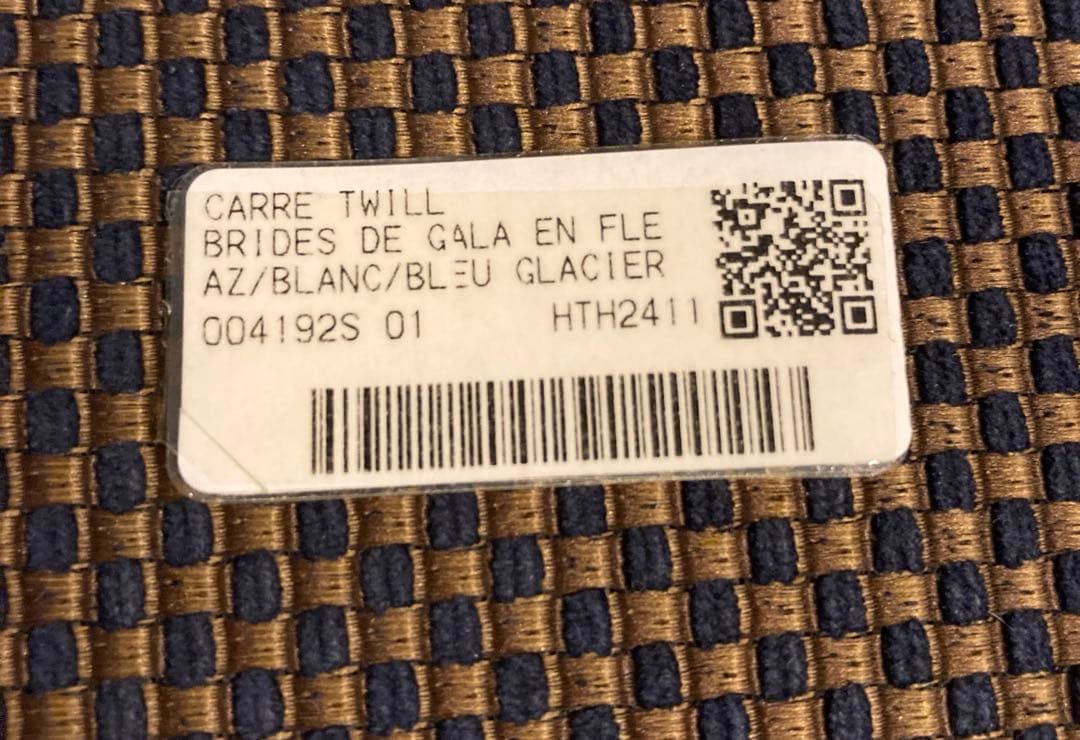 CARRE TWILL
BRIDES DE GALA EN FLE
AZ/BLANC/BLEU GLACIER
004192S 01 HTH2411